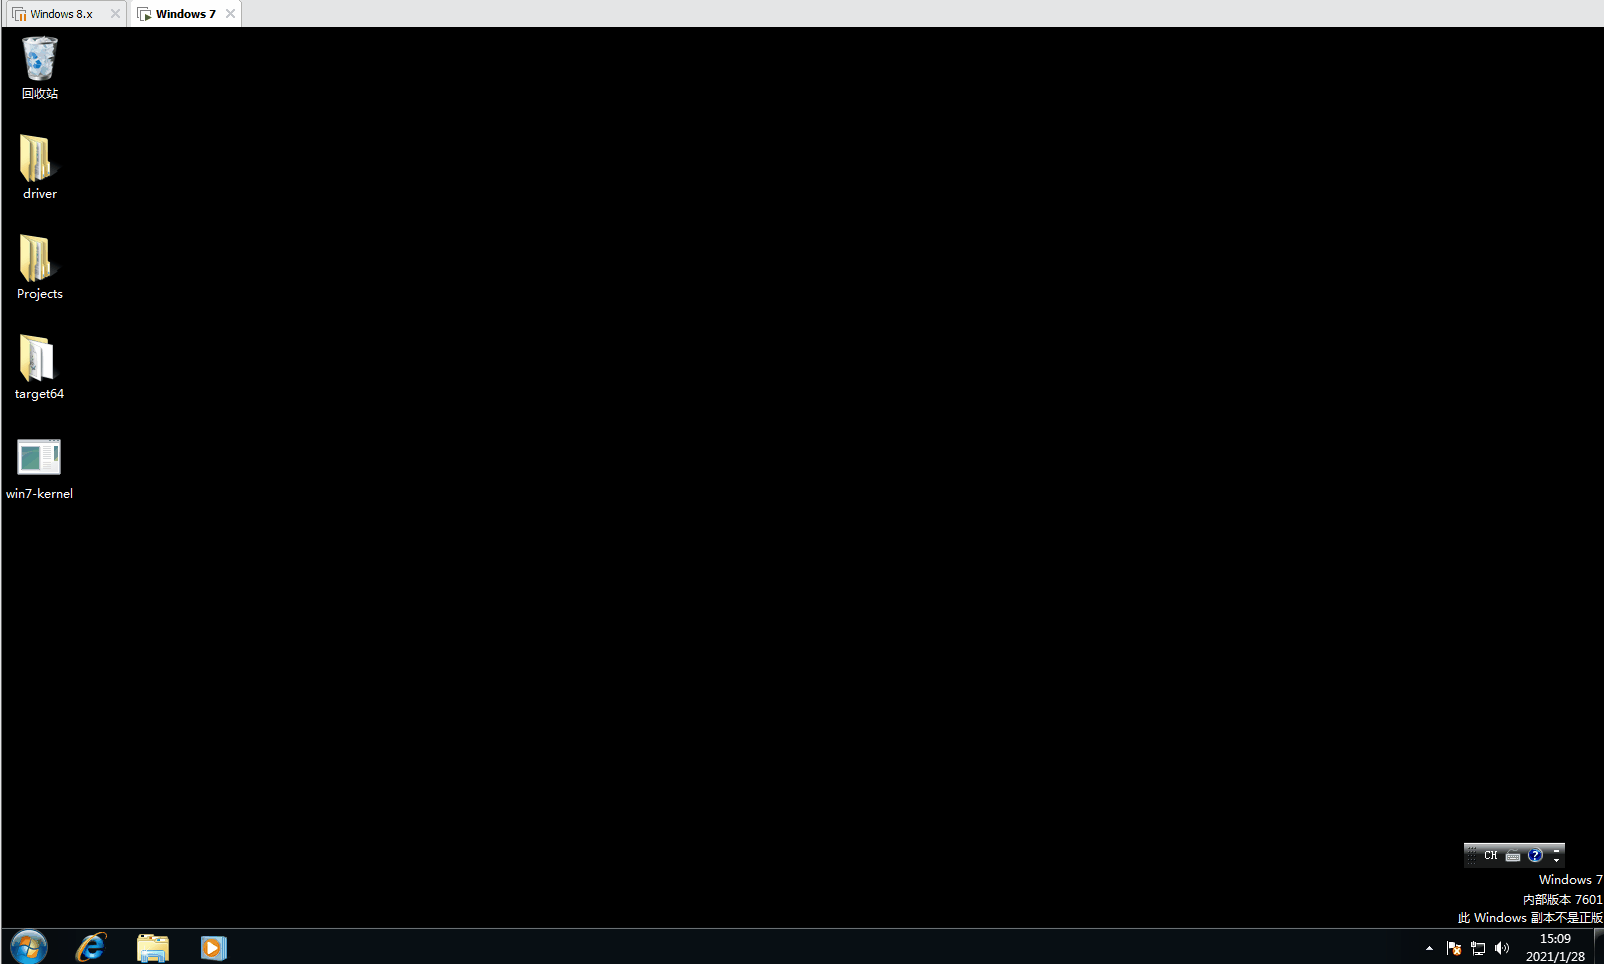 Windows 8.x
Windows 7
回收站
driver
Projects
target64
win7-kernel
CH
Windows 7
内部版本 7601
此 Windows 副本不是正版
15:09
2021/1/28